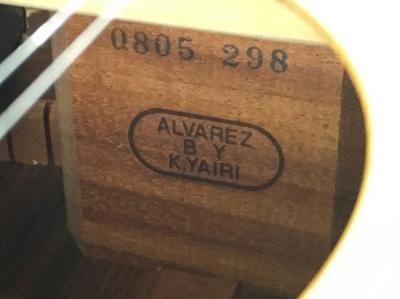 0805 298
ALVAREZ
B Y
K.YAIRI